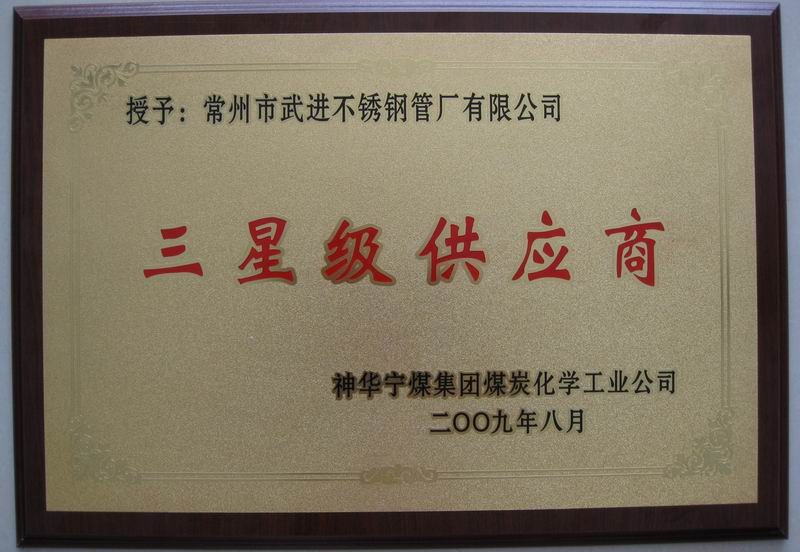 授予：常州市武进不锈钢管厂有限公司
三星级供应商
神华宁煤集团煤炭化学工业公司
二〇〇九年八月